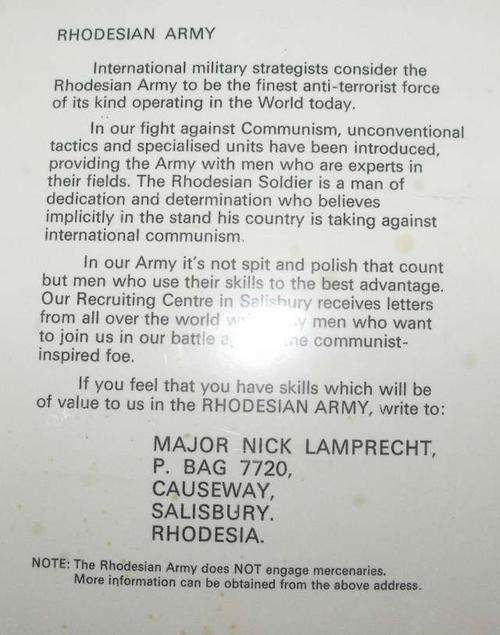 RHODESIAN ARMY
International military strategists consider the
Rhodesian Army to be the finest anti-terrorist force
of its kind operating in the World today.
In our fight against Communism, unconventional
tactics and specialised units have been introduced,
providing the Army with men who are experts in
their fields. The Rhodesian Soldier is a man of
dedication and determination who believes
implicitly in the stand his country is taking against
international communism.
In our Army it's not spit and polish that count
but men who use their skills to the best advantage.
Our Recruiting Centre in Salisbury receives letters
from all over the world men who want
to join us in our battle communist-
inspired foe.
If you feel that you have skills which will be
of value to us in the RHODESIAN ARMY, write to:
MAJOR NICK LAMPRECHT,
P. BAG 7720,
CAUSEWAY,
SALISBURY.
RHODESIA.
NOTE: The Rhodesian Army does NOT engage mercenaries.
More information can be obtained from the above address.